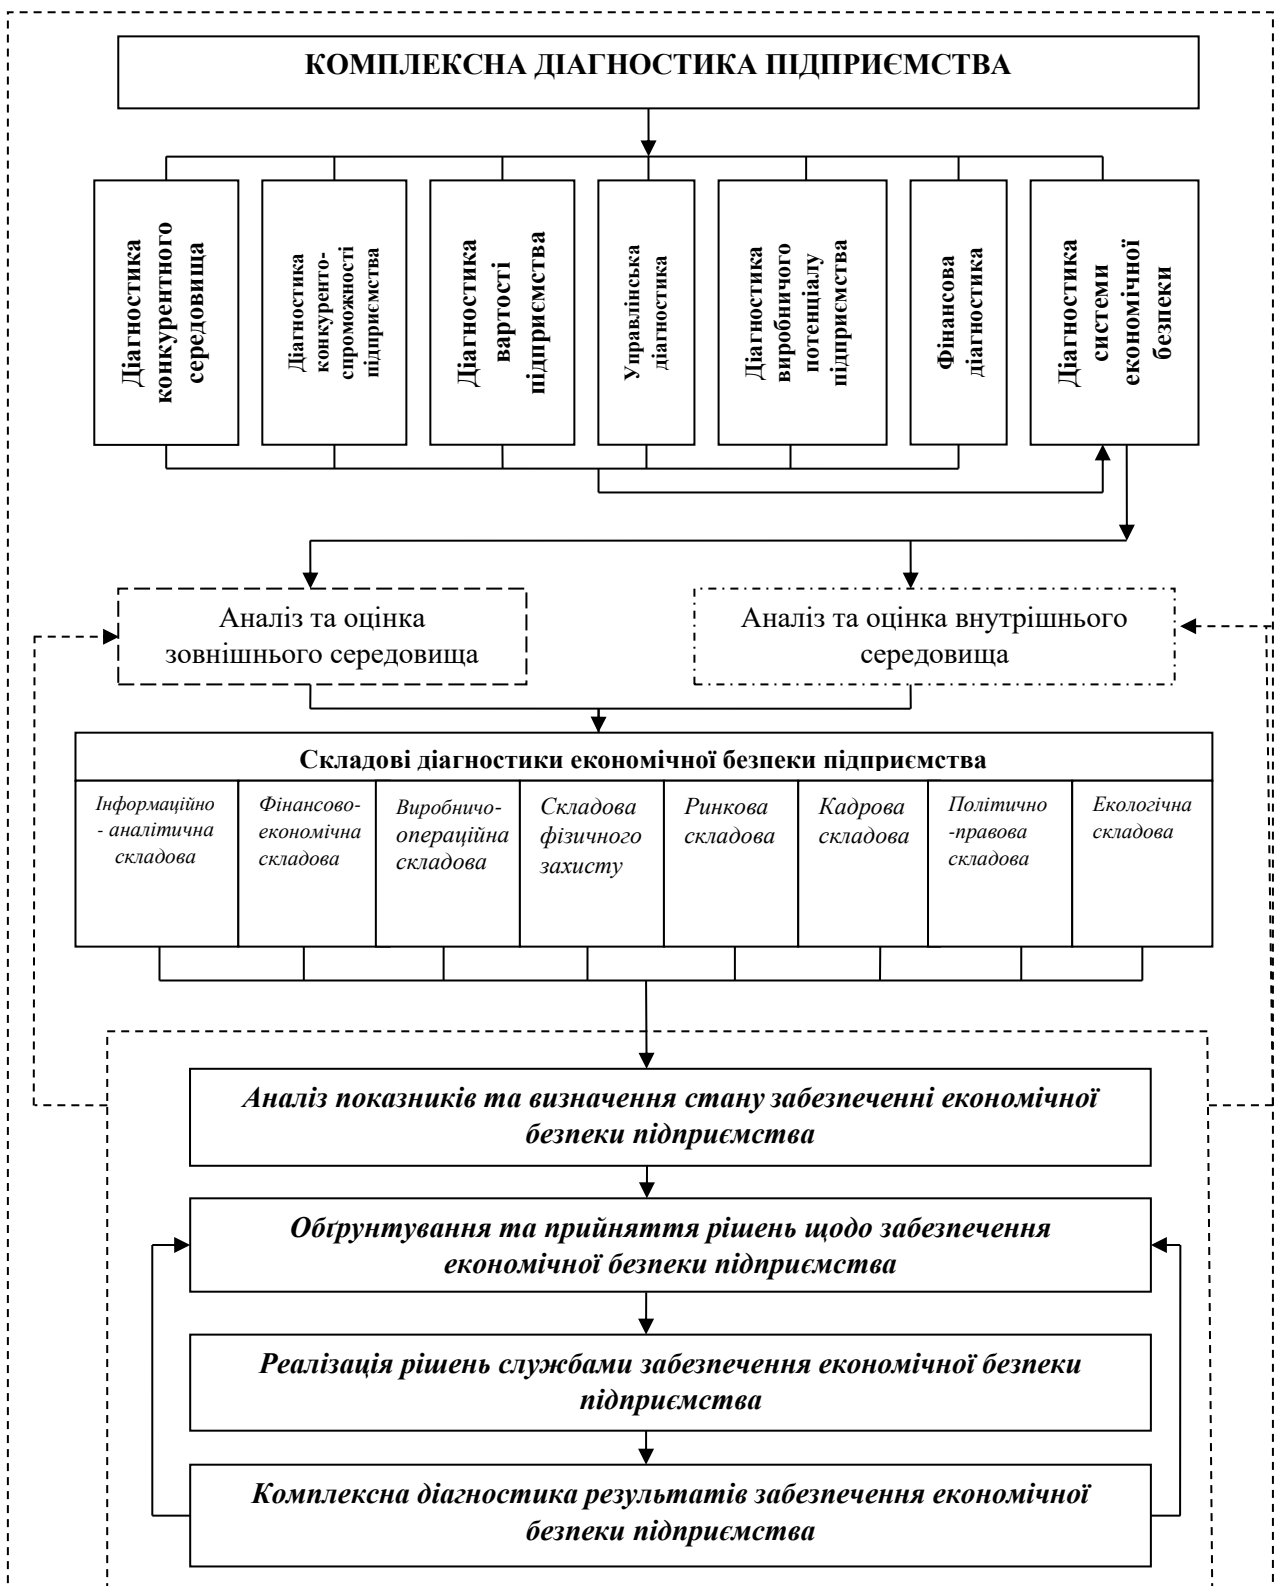 КОМПЛЕКСНА ДІАГНОСТИКА ПІДПРИЄМСТВА
Діагностика
конкурентного
середовища
Діагностика
конкуренто-
спроможності
підприємства
Діагностика
вартості
підприємства
Управлінська
діагностика
Діагностика
виробничого
потенціалу
підприємства
Фінансова
діагностика
Діагностика
системи
економічної
безпеки
Аналіз та оцінка
зовнішнього середовища
Аналіз та оцінка внутрішнього
середовища
Складові діагностики економічної безпеки підприємства
Інформаційно
- аналітична
складова
Фінансово-
економічна
складова
Виробничо-
операційна
складова
Складова
фізичного
захисту
Ринкова
складова
Кадрова
складова
Політично
-правова
складова
Екологічна
складова
Аналіз показників та визначення стану забезпеченні економічної
безпеки підприємства
Обґрунтування та прийняття рішень щодо забезпечення
економічної безпеки підприємства
Реалізація рішень службами забезпечення економічної безпеки
підприємства
Комплексна діагностика результатів забезпечення економічної
безпеки підприємства